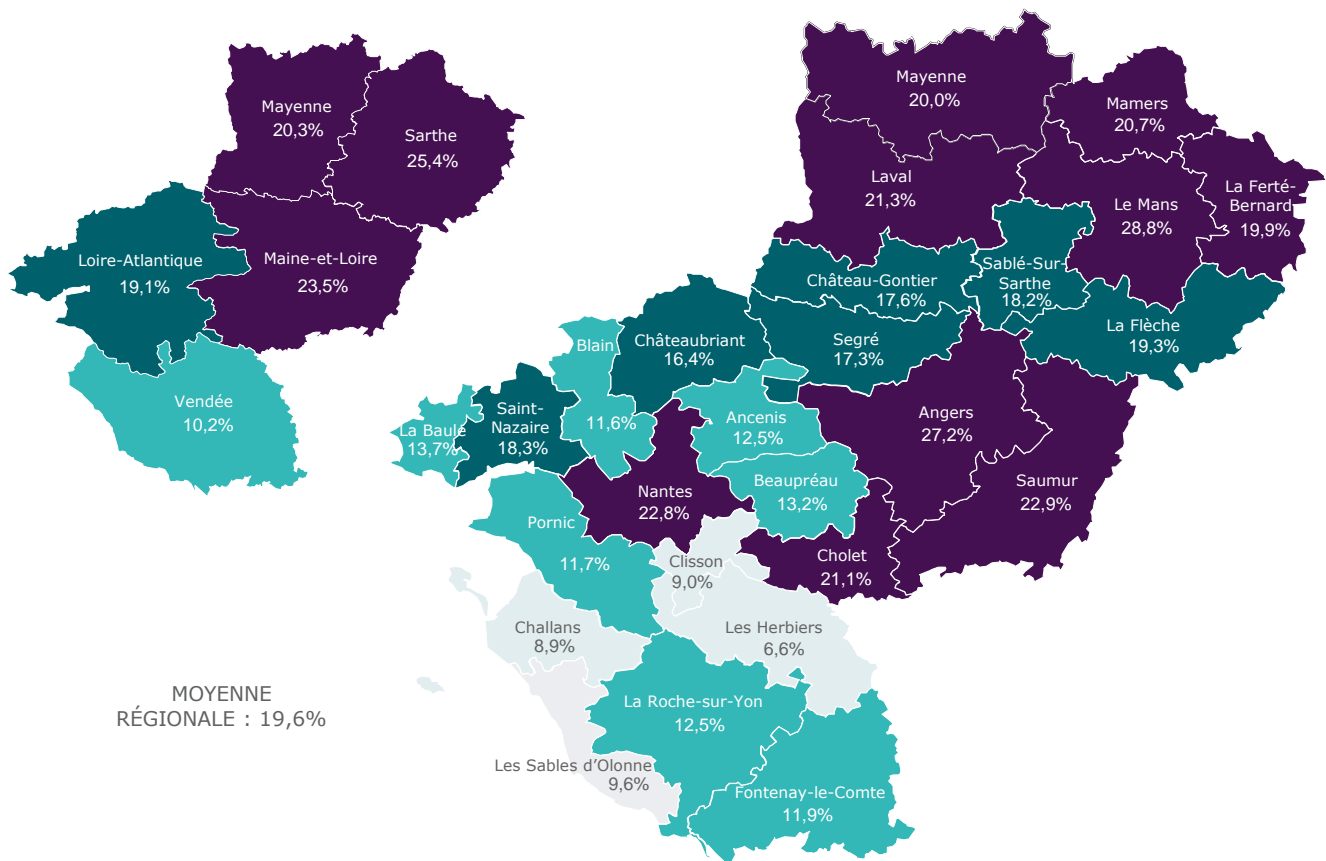 Mayenne
20,3%
Sarthe
25,4%
Loire-Atlantique
19,1%
Maine-et-Loire
23,5%
Vendée
10,2%
MOYENNE
RÉGIONALE : 19,6%
Mayenne
20,0%
Mamers
20,7%
Laval
21,3%
Le Mans
28,8%
La Ferté-
Bernard
19,9%
Château-Gontier
17,6%
Sablé-Sur-
Sarthe
18,2%
La Flèche
19,3%
Châteaubriant
16,4%
Segré
17,3%
Blain
11,6%
Saint-
Nazaire
18,3%
La Baule
13,7%
Ancenis
12,5%
Angers
27,2%
Beaupréau
13,2%
Saumur
22,9%
Nantes
22,8%
Pornic
11,7%
Cholet
21,1%
Clisson
9,0%
Challans
8,9%
Les Herbiers
6,6%
La Roche-sur-Yon
12,5%
Les Sables d’Olonne
9,6%
Fontenay-le-Comte
11,9%